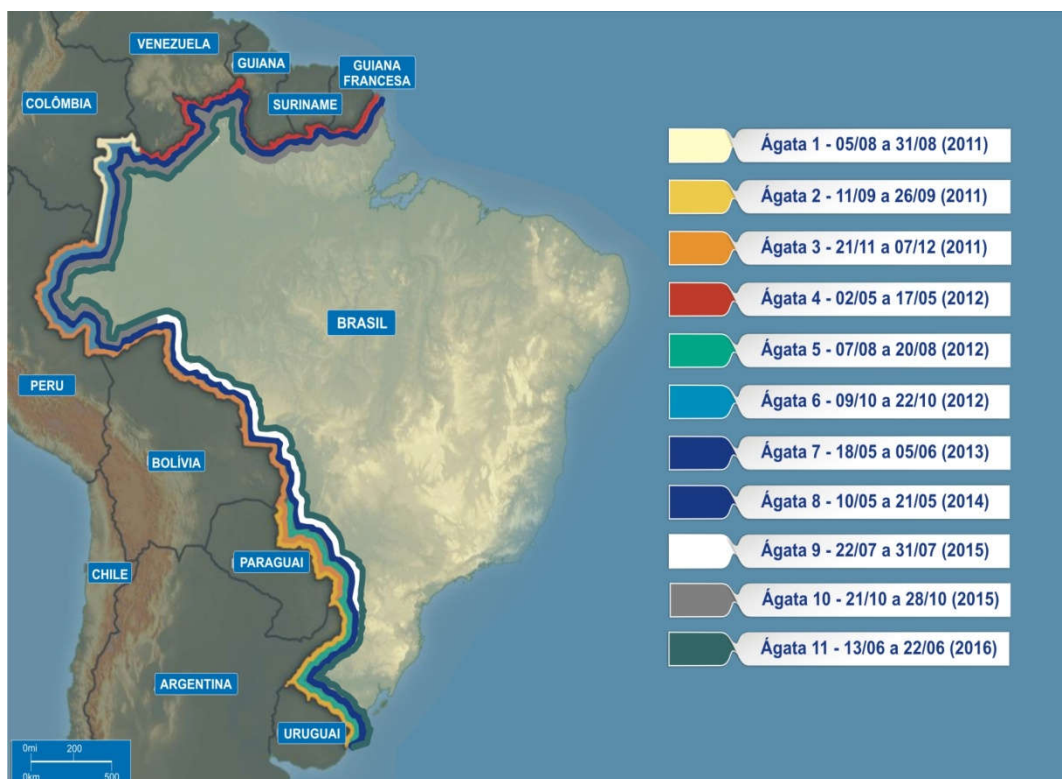 VENEZUELA
GUIANA
GUIANA
FRANCESA
COLÔMBIA
SURINAME
BRASIL
PERU
BOLÍVIA
PARAGUAI
CHILE
ARGENTINA
URUGUAI
0mi 200
0km 500
Ágata 1 - 05/08 a 31/08 (2011)
Ágata 2 - 11/09 a 26/09 (2011)
Ágata 3 - 21/11 a 07/12 (2011)
Ágata 4 - 02/05 a 17/05 (2012)
Ágata 5 - 07/08 a 20/08 (2012)
Ágata 6 - 09/10 a 22/10 (2012)
Ágata 7 - 18/05 a 05/06 (2013)
Ágata 8 - 10/05 a 21/05 (2014)
Ágata 9 - 22/07 a 31/07 (2015)
Ágata 10 - 21/10 a 28/10 (2015)
Ágata 11 - 13/06 a 22/06 (2016)